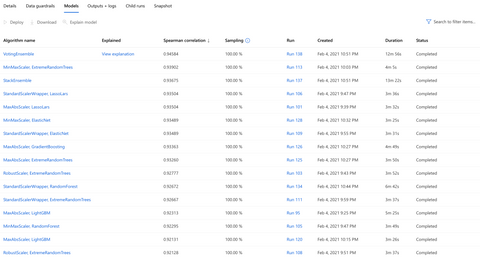 Details Data guardrails Models Outputs + logs Child runs Snapshot
Deploy Download Explain model Search to filter items...
Algorithm name Explained Spearman correlation ↓ Sampling Run Created Duration Status
VotingEnsemble View explanation 0.94584 100.00 % Run 138 Feb 4, 2021 10:51 PM 12m 56s Completed
MinMaxScaler, ExtremeRandomTrees 0.93902 100.00 % Run 113 Feb 4, 2021 10:00 PM 4m 5s Completed
StackEnsemble 0.93675 100.00 % Run 137 Feb 4, 2021 10:51 PM 13m 22s Completed
StandardScalerWrapper, LassoLars 0.93504 100.00 % Run 106 Feb 4, 2021 9:47 PM 3m 36s Completed
MaxAbsScaler, LassoLars 0.93504 100.00 % Run 101 Feb 4, 2021 9:39 PM 3m 32s Completed
MinMaxScaler, ElasticNet 0.93489 100.00 % Run 128 Feb 4, 2021 10:32 PM 3m 25s Completed
StandardScalerWrapper, ElasticNet 0.93489 100.00 % Run 109 Feb 4, 2021 9:55 PM 3m 31s Completed
MaxAbsScaler, GradientBoosting 0.93363 100.00 % Run 126 Feb 4, 2021 10:27 PM 4m 49s Completed
MaxAbsScaler, ExtremeRandomTrees 0.93260 100.00 % Run 125 Feb 4, 2021 10:27 PM 3m 50s Completed
RobustScaler, ExtremeRandomTrees 0.92777 100.00 % Run 103 Feb 4, 2021 9:43 PM 3m 52s Completed
StandardScalerWrapper, RandomForest 0.92672 100.00 % Run 134 Feb 4, 2021 10:44 PM 6m 42s Completed
StandardScalerWrapper, ExtremeRandomTrees 0.92667 100.00 % Run 111 Feb 4, 2021 9:59 PM 3m 37s Completed
MaxAbsScaler, LightGBM 0.92313 100.00 % Run 95 Feb 4, 2021 9:25 PM 5m 25s Completed
MinMaxScaler, RandomForest 0.92295 100.00 % Run 105 Feb 4, 2021 9:47 PM 3m 49s Completed
MaxAbsScaler, LightGBM 0.92131 100.00 % Run 120 Feb 4, 2021 10:15 PM 3m 26s Completed
RobustScaler, ExtremeRandomTrees 0.92128 100.00 % Run 108 Feb 4, 2021 9:51 PM 3m 37s Completed